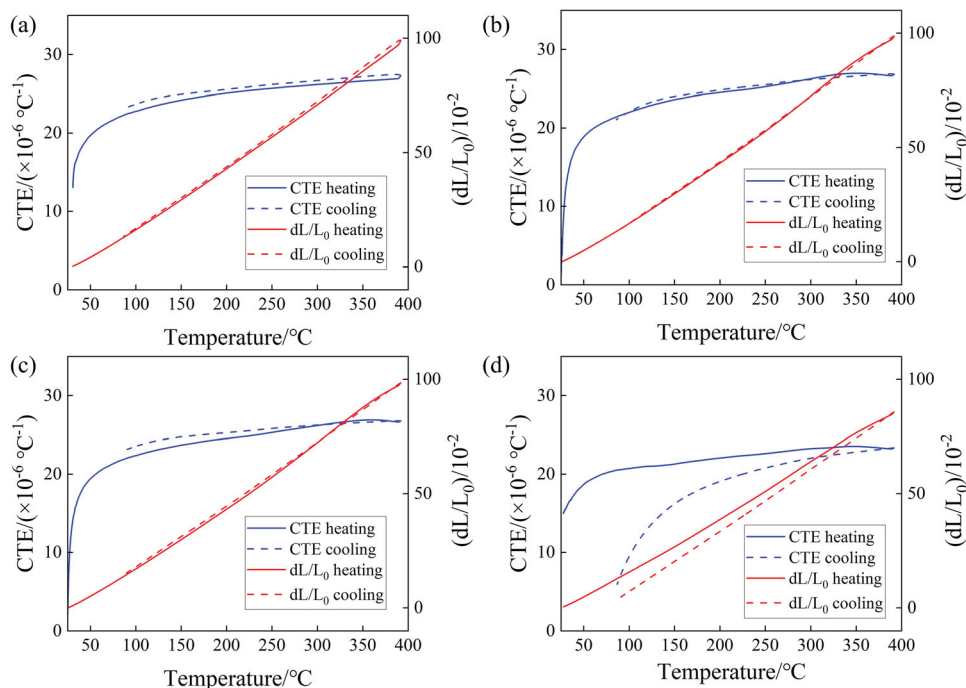 (a)
CTE/(×10⁻⁶ °C⁻¹)
30
20
10
0
100
50
0
(dL/L₀)/10⁻²
CTE heating
CTE cooling
dL/L₀ heating
dL/L₀ cooling
50 100 150 200 250 300 350 400
Temperature/°C
(b)
CTE/(×10⁻⁶ °C⁻¹)
30
20
10
0
100
50
0
(dL/L₀)/10⁻²
CTE heating
CTE cooling
dL/L₀ heating
dL/L₀ cooling
50 100 150 200 250 300 350 400
Temperature/°C
(c)
CTE/(×10⁻⁶ °C⁻¹)
30
20
10
0
100
50
0
(dL/L₀)/10⁻²
CTE heating
CTE cooling
dL/L₀ heating
dL/L₀ cooling
50 100 150 200 250 300 350 400
Temperature/°C
(d)
CTE/(×10⁻⁶ °C⁻¹)
30
20
10
0
100
50
0
(dL/L₀)/10⁻²
CTE heating
CTE cooling
dL/L₀ heating
dL/L₀ cooling
50 100 150 200 250 300 350 400
Temperature/°C